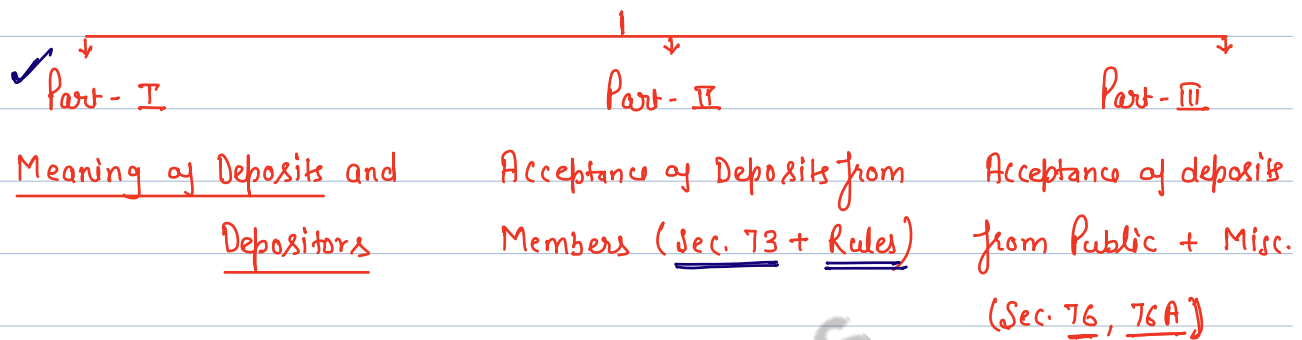 Part - I
Meaning of Deposits and
Depositors
Part - II
Acceptance of Deposits from
Members (Sec. 73 + Rules)
Part - III
Acceptance of deposits
from Public + Misc.
(Sec. 76, 76A)